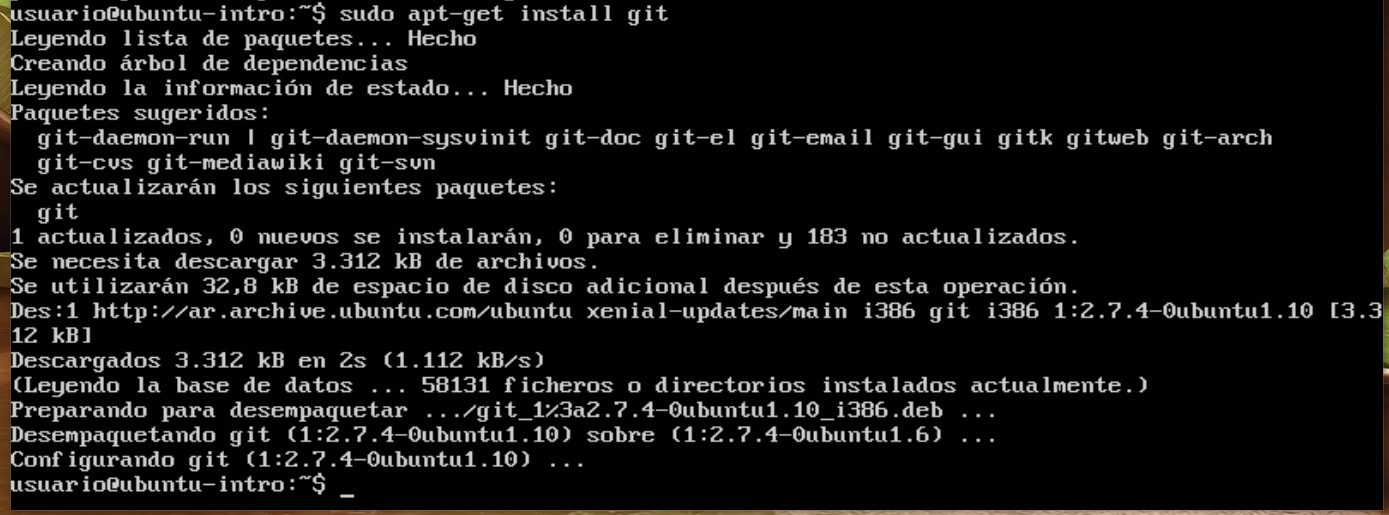 usuario@ubuntu-intro:~$ sudo apt-get install git
Leyendo lista de paquetes... Hecho
Creando árbol de dependencias
Leyendo la información de estado... Hecho
Paquetes sugeridos:
  git-daemon-run | git-daemon-sysvinit git-doc git-el git-email git-gui gitk gitweb git-arch
  git-cvs git-mediawiki git-svn
Se actualizarán los siguientes paquetes:
  git
1 actualizados, 0 nuevos se instalarán, 0 para eliminar y 183 no actualizados.
Se necesita descargar 3.312 kB de archivos.
Se utilizarán 32,8 kB de espacio de disco adicional después de esta operación.
Des:1 http://ar.archive.ubuntu.com/ubuntu xenial-updates/main i386 git i386 1:2.7.4-0ubuntu1.10 [3.3
12 kB]
Descargados 3.312 kB en 2s (1.112 kB/s)
(Leyendo la base de datos ... 58131 ficheros o directorios instalados actualmente.)
Preparando para desempaquetar .../git_1%3a2.7.4-0ubuntu1.10_i386.deb ...
Desempaquetando git (1:2.7.4-0ubuntu1.10) sobre (1:2.7.4-0ubuntu1.6) ...
Configurando git (1:2.7.4-0ubuntu1.10) ...
usuario@ubuntu-intro:~$ _